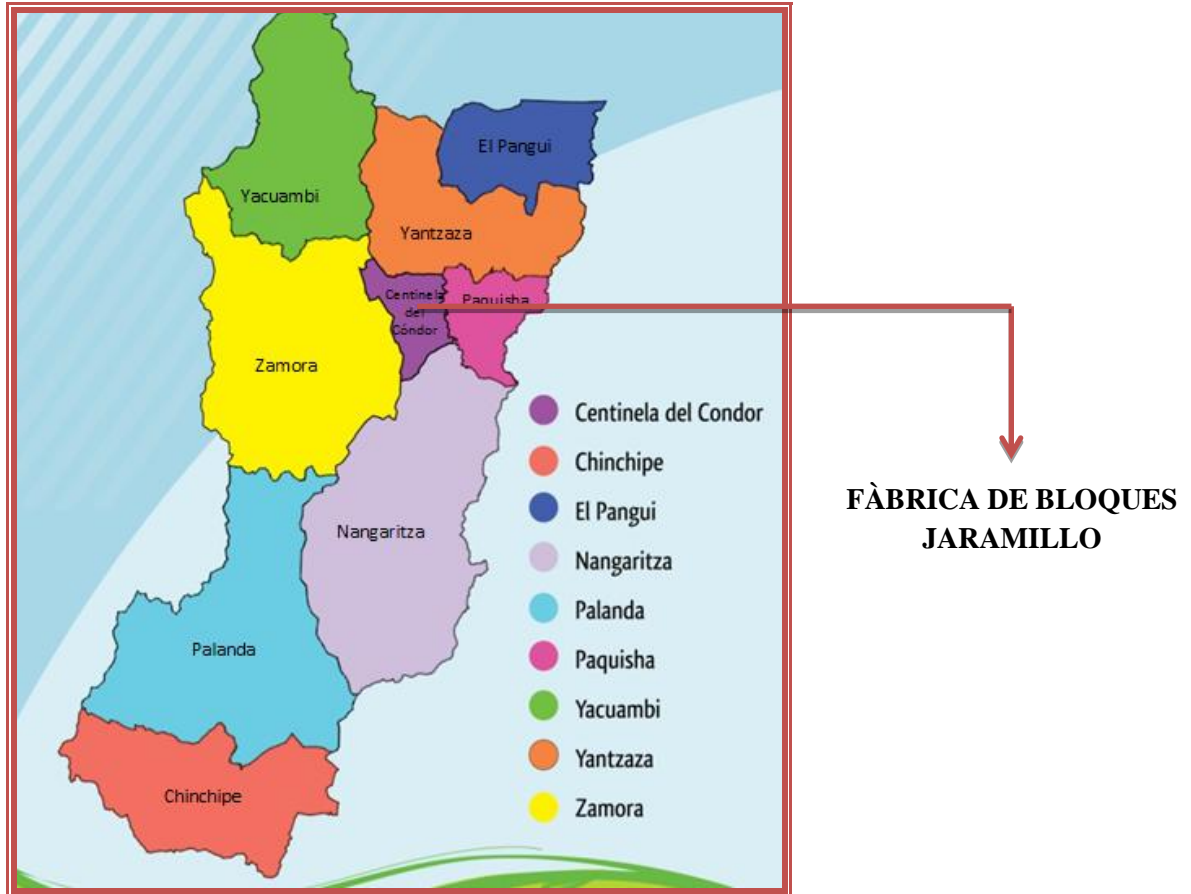 El Pangui
Yacuambi
Yantzaza
Centinela
del
Cóndor
Paquisha
Zamora
Nangaritza
Palanda
Chinchipe
Centinela del Condor
Chinchipe
El Pangui
Nangaritza
Palanda
Paquisha
Yacuambi
Yantzaza
Zamora
FÀBRICA DE BLOQUES
JARAMILLO